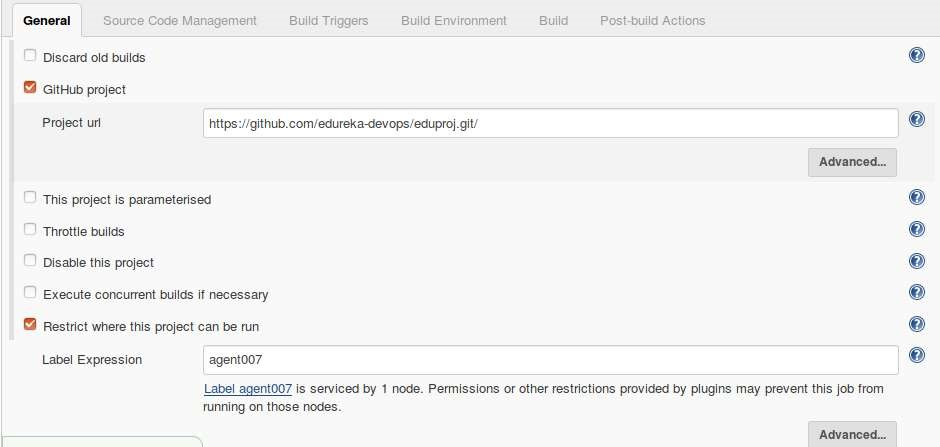 General Source Code Management Build Triggers Build Environment Build Post-build Actions
Discard old builds
GitHub project
Project url https://github.com/edureka-devops/eduproj.git/
Advanced...
This project is parameterised
Throttle builds
Disable this project
Execute concurrent builds if necessary
Restrict where this project can be run
Label Expression agent007
Label agent007 is serviced by 1 node. Permissions or other restrictions provided by plugins may prevent this job from
running on those nodes.
Advanced...